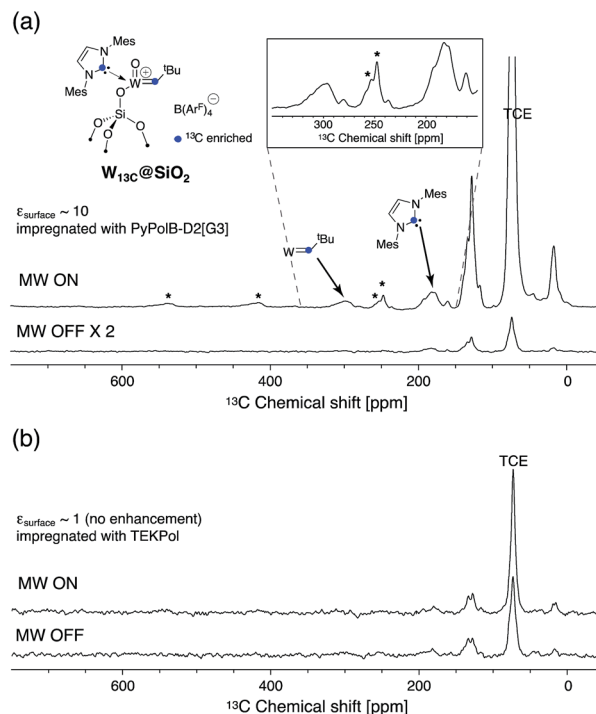 (a)
Mes
N
N
Mes
O
W
⊕
tBu
O
Si
O
O
O
B(ArF)4 ⊖
13C enriched
W13C@SiO2
* *
300 250 200
13C Chemical shift [ppm]
TCE
εsurface ~ 10
impregnated with PyPolB-D2[G3]
Mes
N
N
Mes
tBu
W
MW ON
* * * *
MW OFF X 2
600 400 200 0
13C Chemical shift [ppm]
(b)
TCE
εsurface ~ 1 (no enhancement)
impregnated with TEKPol
MW ON
MW OFF
600 400 200 0
13C Chemical shift [ppm]